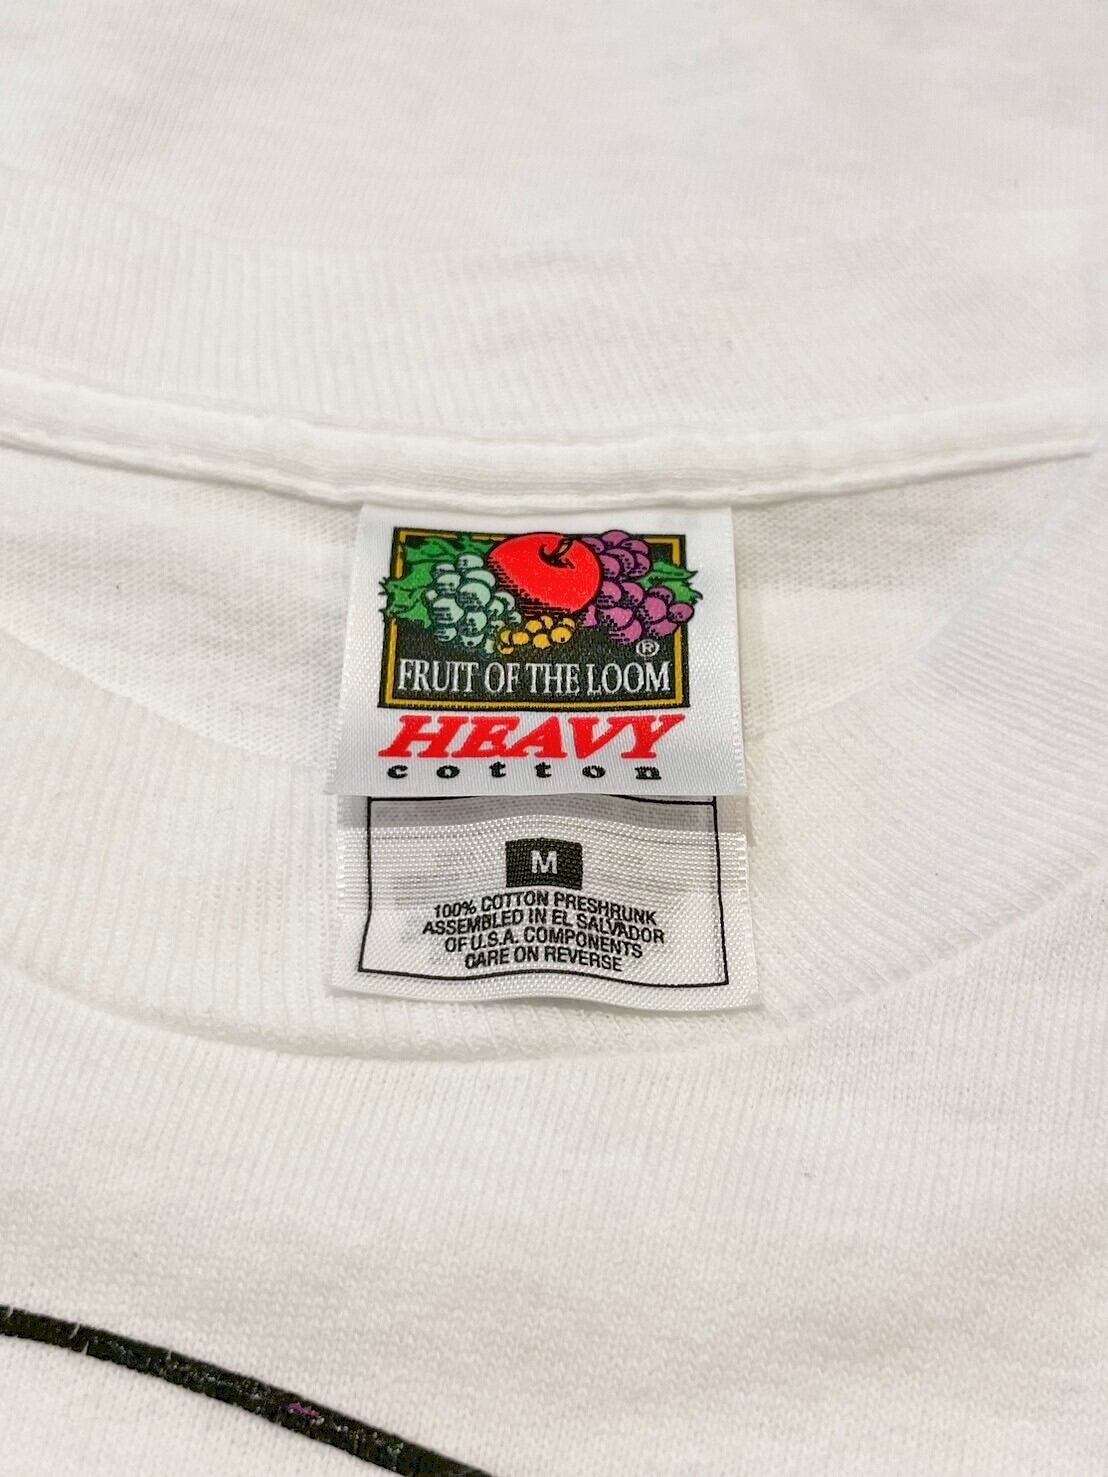 ®
FRUIT OF THE LOOM
HEAVY
cotton
M
100% COTTON PRESHRUNK
ASSEMBLED IN EL SALVADOR
OF U.S.A. COMPONENTS
CARE ON REVERSE